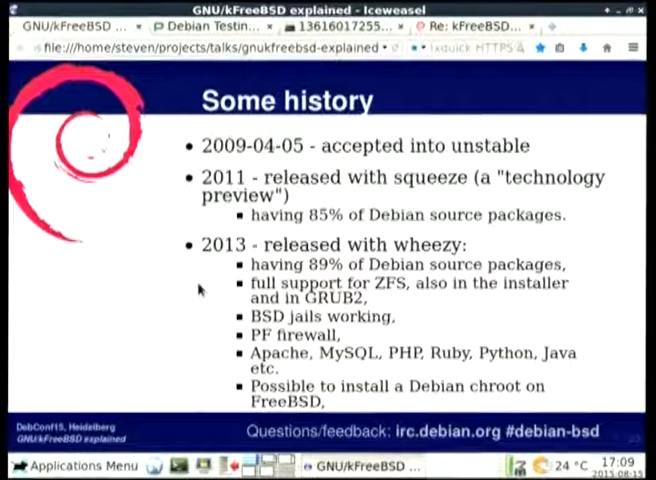 GNU/kFreeBSD explained - Iceweasel
GNU/kFreeBSD ... × Debian Testin... × 13616017255... × Re: kFreeBSD... ×
file:///home/steven/projects/talks/gnukfreebsd-explained HTTPS
Some history
• 2009-04-05 - accepted into unstable
• 2011 - released with squeeze (a "technology
preview")
▪ having 85% of Debian source packages.
• 2013 - released with wheezy:
▪ having 89% of Debian source packages,
▪ full support for ZFS, also in the installer
and in GRUB2,
▪ BSD jails working,
▪ PF firewall,
▪ Apache, MySQL, PHP, Ruby, Python, Java
etc.
▪ Possible to install a Debian chroot on
FreeBSD,
DebConf15, Heidelberg
GNU/kFreeBSD explained
Questions/feedback: irc.debian.org #debian-bsd
Applications Menu
GNU/kFreeBSD ...
24 °C
17:09
2015-08-15